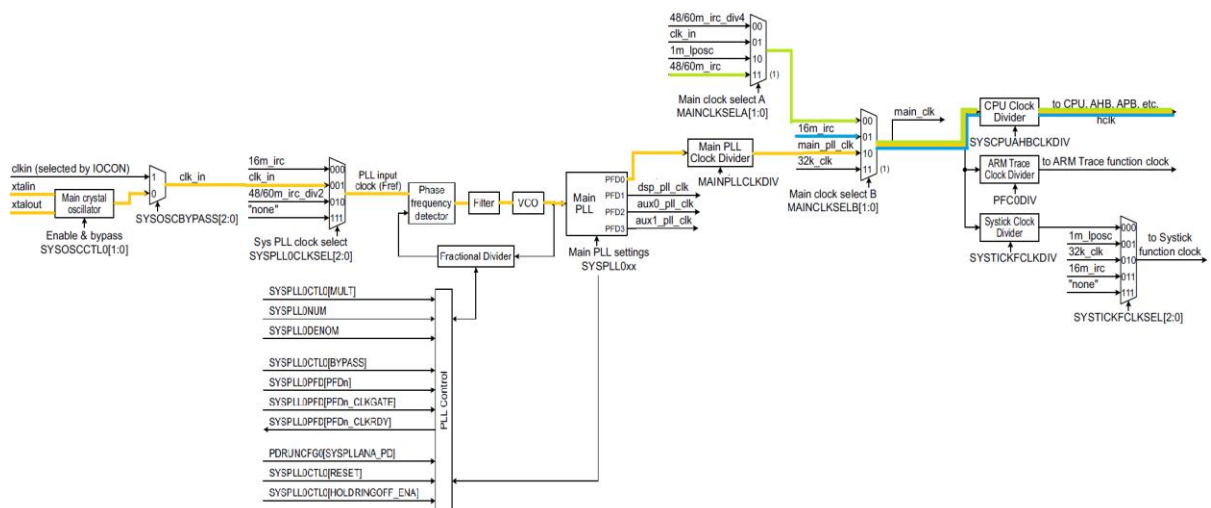 48/60m_irc_div4
00
clk_in
01
1m_lposc
10
48/60m_irc
11
(1)
Main clock select A
MAINCLKSELA[1:0]
main_clk
CPU Clock
Divider
to CPU, AHB, APB, etc.
hclk
SYSCPUAHBCLKDIV
00
16m_irc
01
main_pll_clk
10
32k_clk
11
(1)
Main clock select B
MAINCLKSELB[1:0]
ARM Trace
Clock Divider
to ARM Trace function clock
PFC0DIV
Main PLL
Clock Divider
MAINPLLCLKDIV
clkin (selected by IOCON)
1
xtalin
0
xtalout
Main crystal
oscillator
Enable & bypass
SYSOSCCTL0[1:0]
clk_in
SYSOSCBYPASS[2:0]
16m_irc
000
clk_in
001
48/60m_irc_div2
010
"none"
111
Sys PLL clock select
SYSPLL0CLKSEL[2:0]
PLL input
clock (Fref)
Phase
frequency
detector
Filter
VCO
Fractional Divider
Main
PLL
PFD0
PFD1
PFD2
PFD3
dsp_pll_clk
aux0_pll_clk
aux1_pll_clk
Main PLL settings
SYSPLL0xx
Systick Clock
Divider
SYSTICKFCLKDIV
000
1m_lposc
001
32k_clk
010
16m_irc
011
"none"
111
to Systick
function clock
SYSTICKFCLKSEL[2:0]
SYSPLL0CTL0[MULT]
SYSPLL0NUM
SYSPLL0DENOM
SYSPLL0CTL0[BYPASS]
SYSPLL0PFD[PFDn]
SYSPLL0PFD[PFDn_CLKGATE]
SYSPLL0PFD[PFDn_CLKRDY]
PDRUNCFG0[SYSPLLANA_PD]
SYSPLL0CTL0[RESET]
SYSPLL0CTL0[HOLDRINGOFF_ENA]
PLL Control